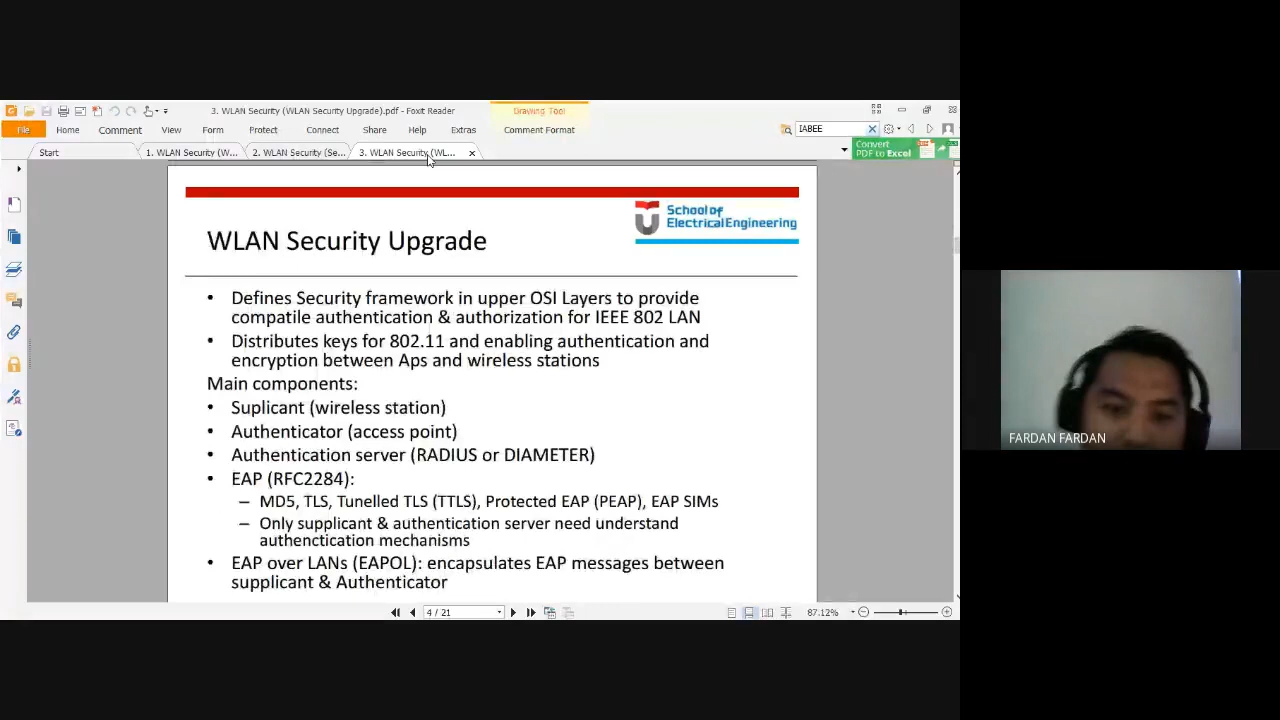 3. WLAN Security (WLAN Security Upgrade).pdf - Foxit Reader
Drawing Tool
File Home Comment View Form Protect Connect Share Help Extras Comment Format
IABEE
Start
1. WLAN Security (W...
2. WLAN Security (Se...
3. WLAN Security (WL...
Convert
PDF to Excel
School of
Electrical Engineering
WLAN Security Upgrade
• Defines Security framework in upper OSI Layers to provide
compatile authentication & authorization for IEEE 802 LAN
• Distributes keys for 802.11 and enabling authentication and
encryption between Aps and wireless stations
Main components:
• Suplicant (wireless station)
• Authenticator (access point)
• Authentication server (RADIUS or DIAMETER)
• EAP (RFC2284):
– MD5, TLS, Tunelled TLS (TTLS), Protected EAP (PEAP), EAP SIMs
– Only supplicant & authentication server need understand
authenctication mechanisms
• EAP over LANs (EAPOL): encapsulates EAP messages between
supplicant & Authenticator
4 / 21
87.12%
FARDAN FARDAN